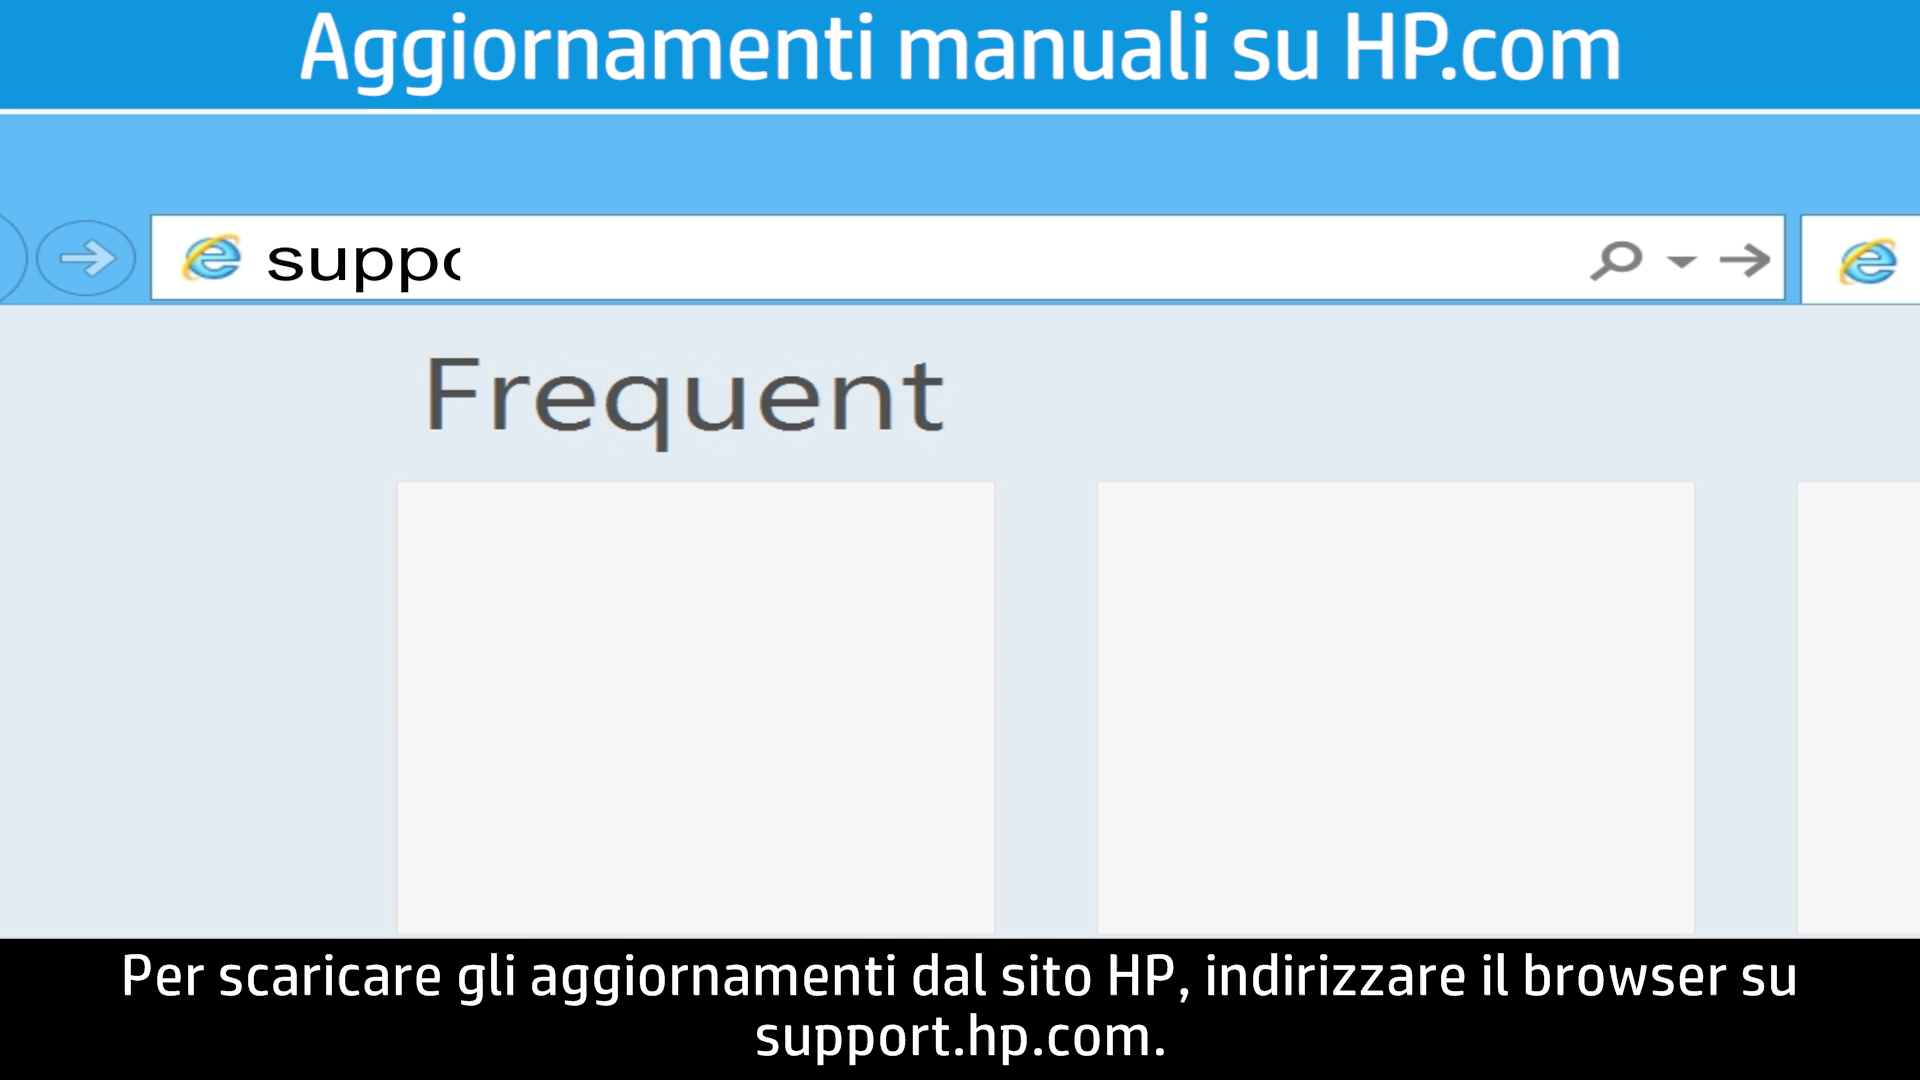 Aggiornamenti manuali su HP.com
suppo
Frequent
Per scaricare gli aggiornamenti dal sito HP, indirizzare il browser su
support.hp.com.